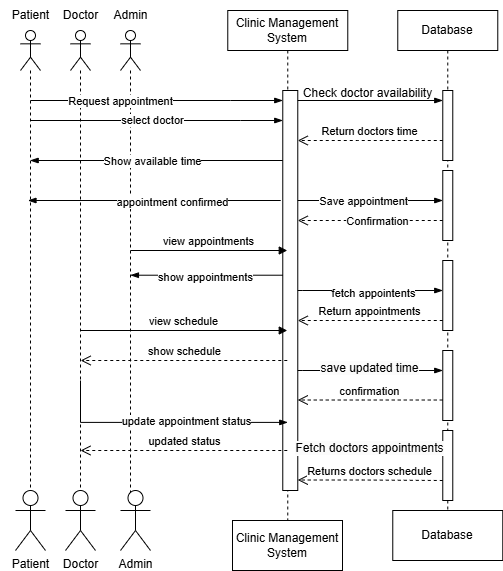 Patient
Doctor
Admin
Clinic Management
System
Database
Request appointment
Check doctor availability
select doctor
Return doctors time
Show available time
appointment confirmed
Save appointment
Confirmation
view appointments
show appointments
fetch appointents
Return appointments
view schedule
show schedule
save updated time
confirmation
update appointment status
updated status
Fetch doctors appointments
Returns doctors schedule
Patient
Doctor
Admin
Clinic Management
System
Database